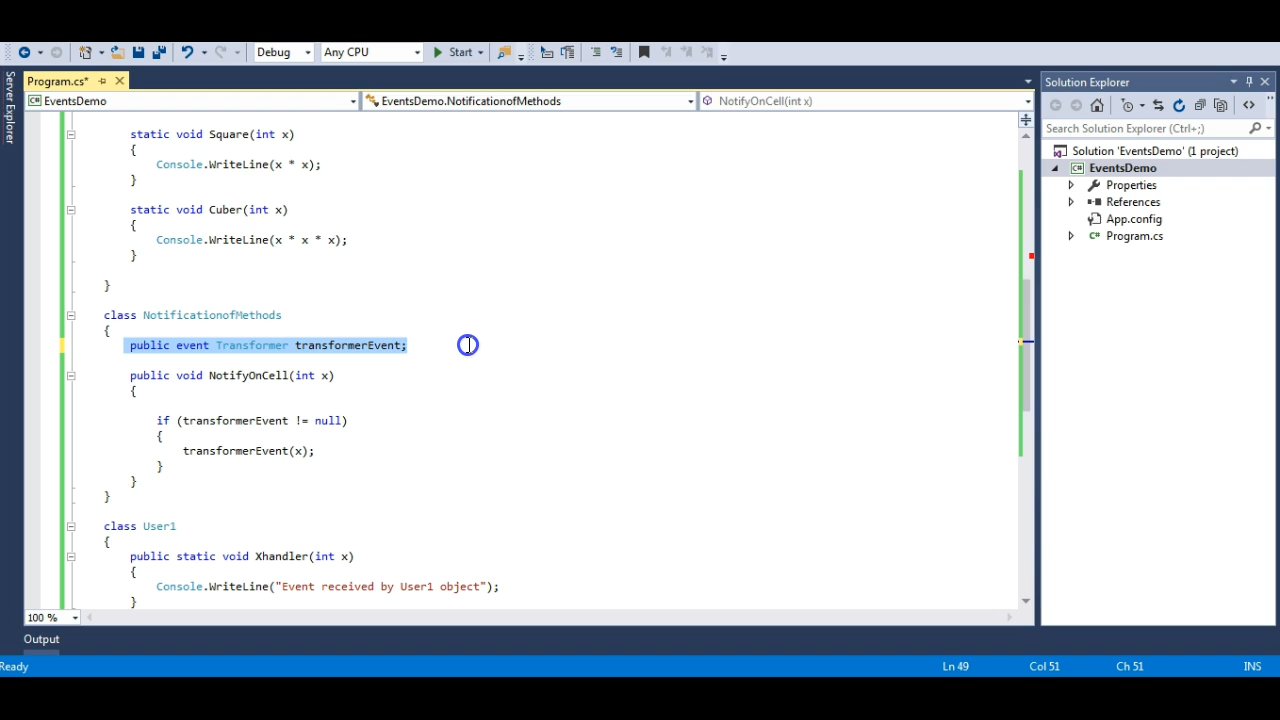 Debug
Any CPU
Start
Server Explorer
Program.cs*
EventsDemo
EventsDemo.NotificationofMethods
NotifyOnCell(int x)
static void Square(int x)
{
Console.WriteLine(x * x);
}
static void Cuber(int x)
{
Console.WriteLine(x * x * x);
}
}
class NotificationofMethods
{
public event Transformer transformerEvent;
public void NotifyOnCell(int x)
{
if (transformerEvent != null)
{
transformerEvent(x);
}
}
}
class User1
{
public static void Xhandler(int x)
{
Console.WriteLine("Event received by User1 object");
}
100 %
Solution Explorer
Search Solution Explorer (Ctrl+;)
Solution 'EventsDemo' (1 project)
C# EventsDemo
Properties
References
App.config
C# Program.cs
Output
Ready
Ln 49
Col 51
Ch 51
INS